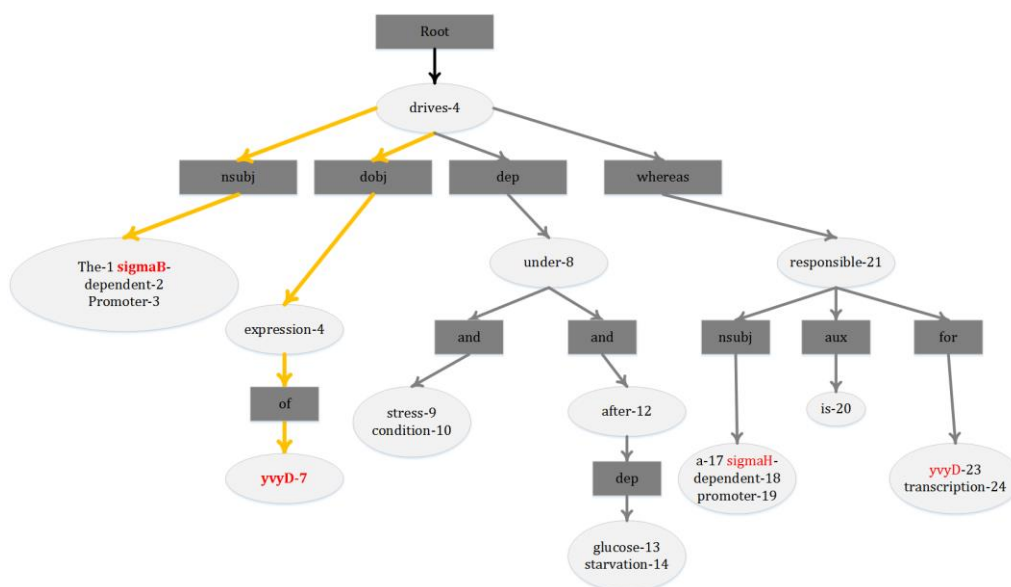 Root
drives-4
nsubj
dobj
dep
whereas
The-1 sigmaB-
dependent-2
Promoter-3
under-8
responsible-21
expression-4
and
and
nsubj
aux
for
of
stress-9
condition-10
after-12
is-20
yvyD-7
dep
a-17 sigmaH-
dependent-18
promoter-19
yvyD-23
transcription-24
glucose-13
starvation-14